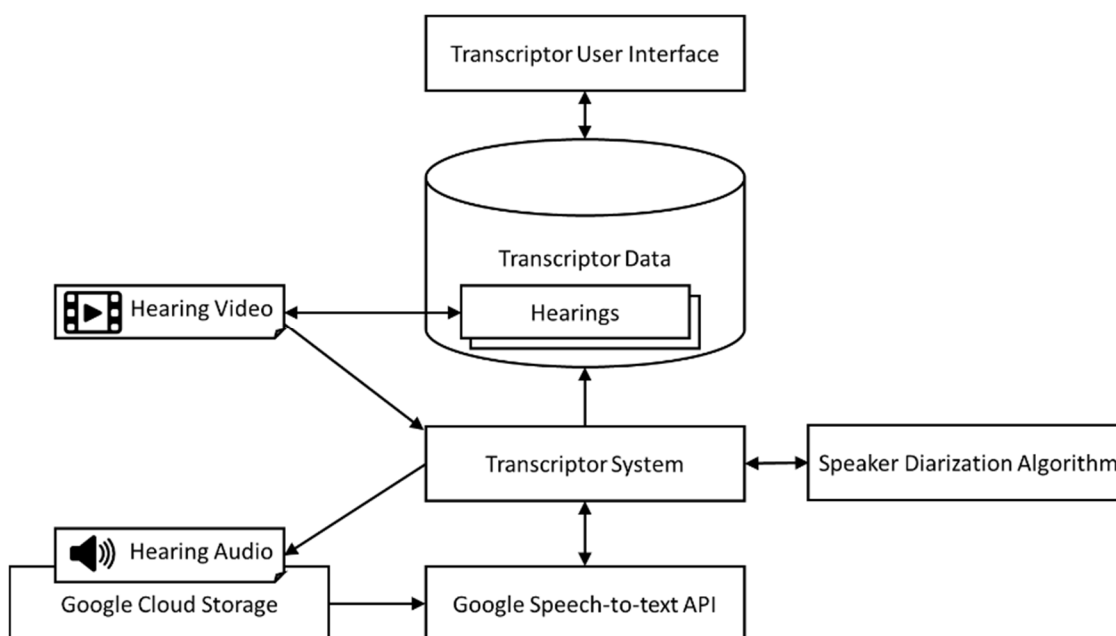 Transcriptor User Interface
Transcriptor Data
Hearing Video
Hearings
Transcriptor System
Speaker Diarization Algorithm
Hearing Audio
Google Cloud Storage
Google Speech-to-text API